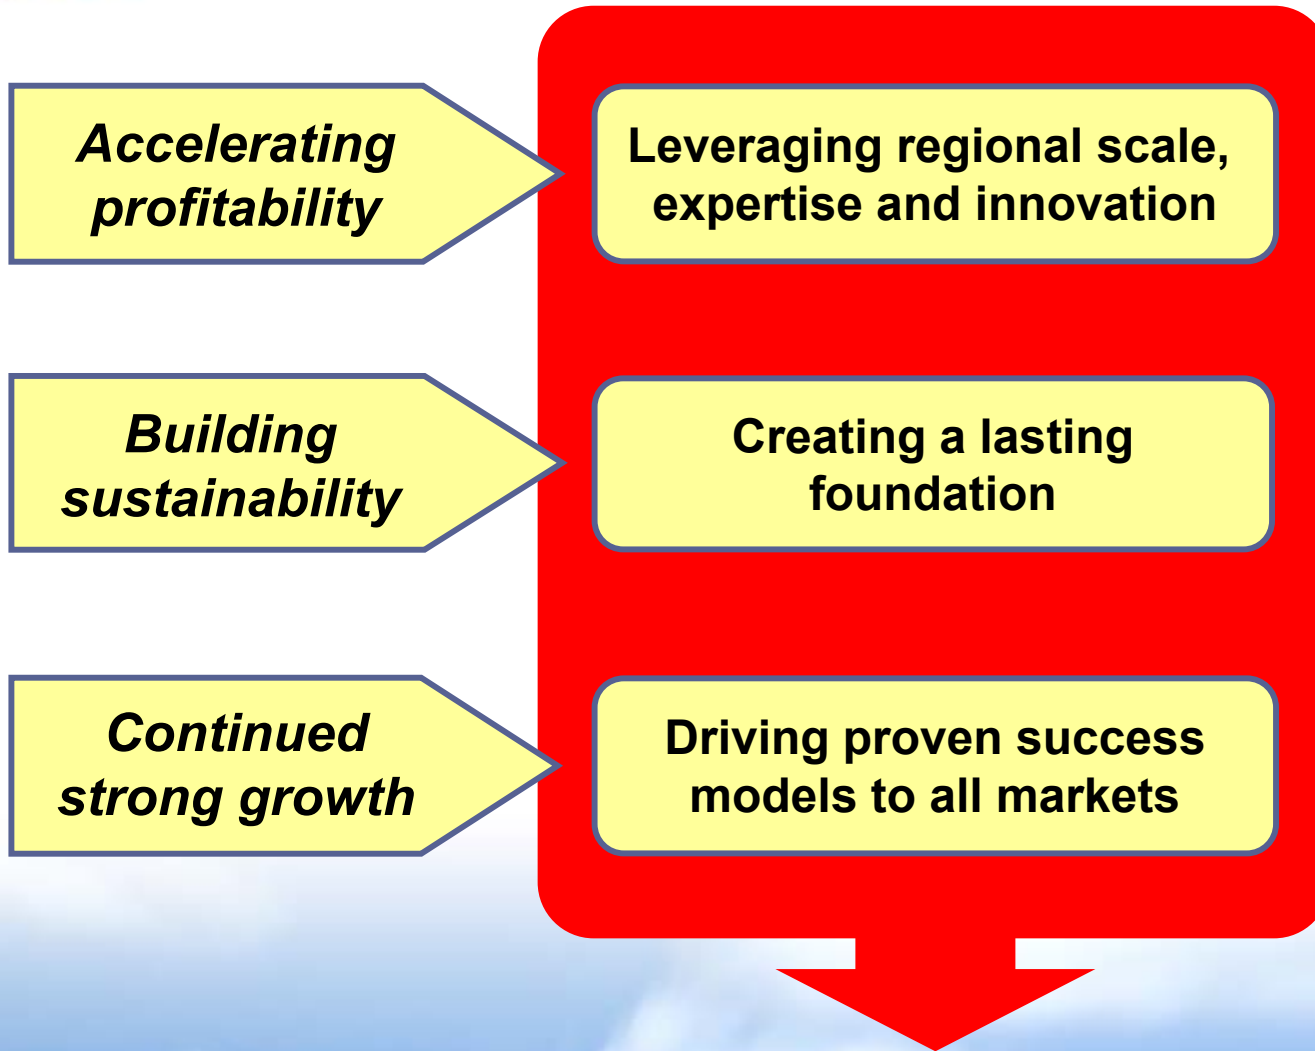 Accelerating
profitability
Leveraging regional scale,
expertise and innovation
Building
sustainability
Creating a lasting
foundation
Continued
strong growth
Driving proven success
models to all markets